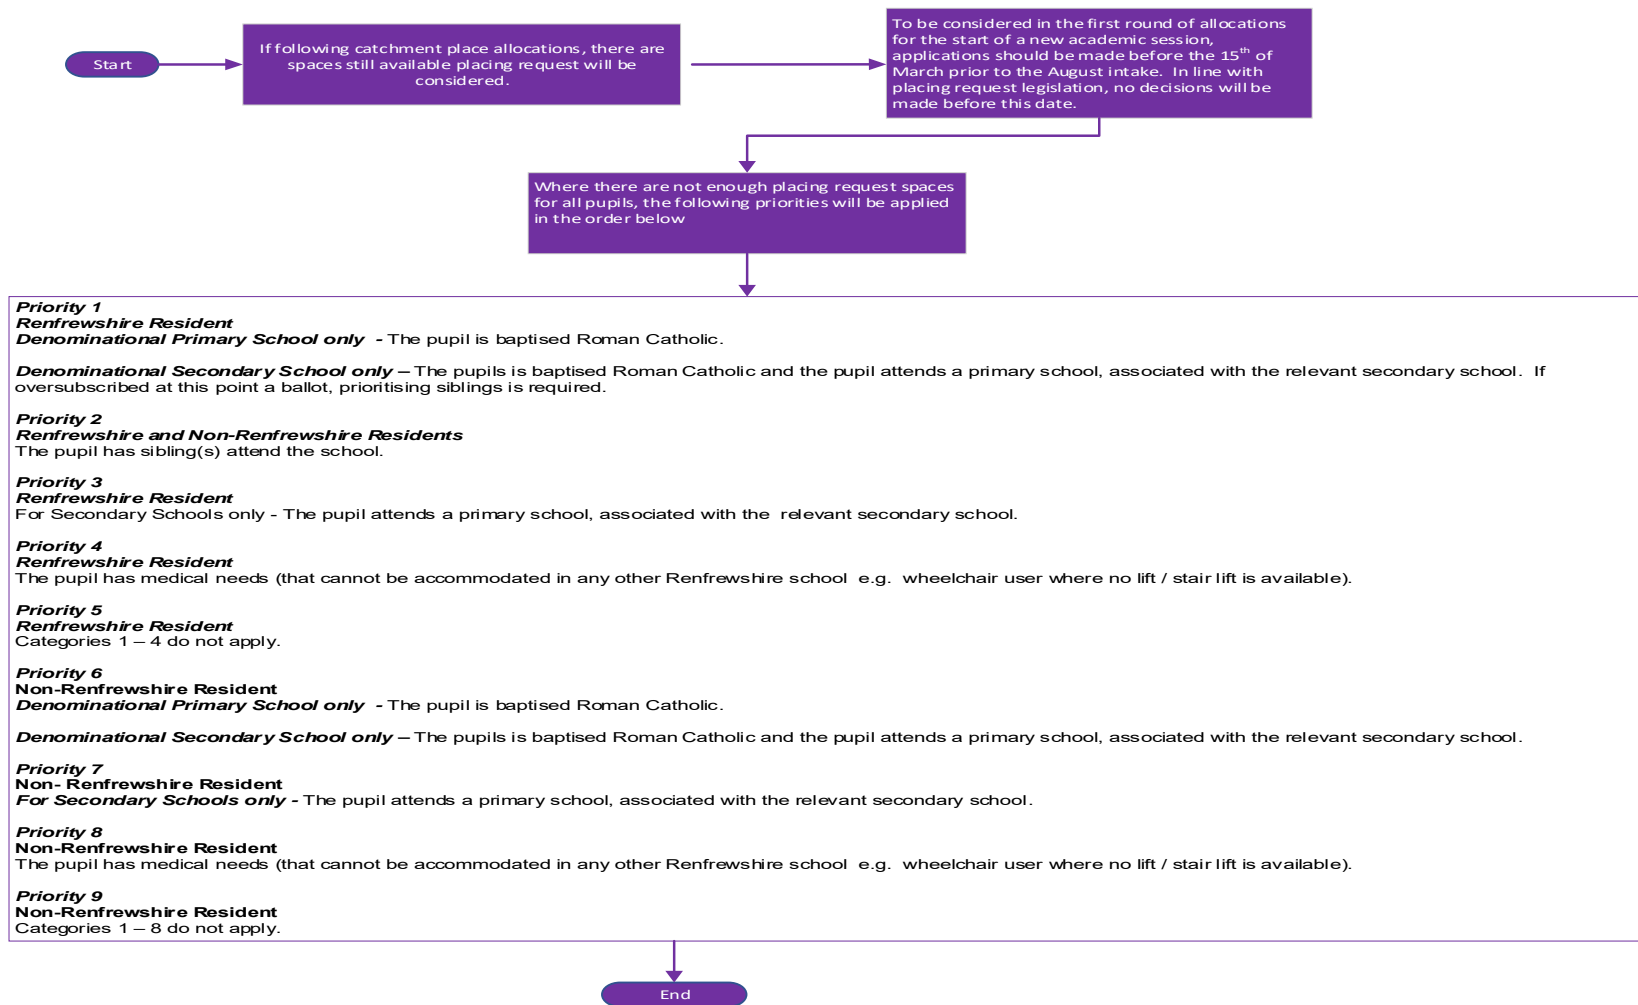 Start
If following catchment place allocations, there are
spaces still available placing request will be
considered.
To be considered in the first round of allocations
for the start of a new academic session,
applications should be made before the 15th of
March prior to the August intake.  In line with
placing request legislation, no decisions will be
made before this date.
Where there are not enough placing request spaces
for all pupils, the following priorities will be applied
in the order below
Priority 1
Renfrewshire Resident
Denominational Primary School only - The pupil is baptised Roman Catholic.
Denominational Secondary School only – The pupils is baptised Roman Catholic and the pupil attends a primary school, associated with the relevant secondary school.  If
oversubscribed at this point a ballot, prioritising siblings is required.
Priority 2
Renfrewshire and Non-Renfrewshire Residents
The pupil has sibling(s) attend the school.
Priority 3
Renfrewshire Resident
For Secondary Schools only - The pupil attends a primary school, associated with the relevant secondary school.
Priority 4
Renfrewshire Resident
The pupil has medical needs (that cannot be accommodated in any other Renfrewshire school e.g. wheelchair user where no lift / stair lift is available).
Priority 5
Renfrewshire Resident
Categories 1 – 4 do not apply.
Priority 6
Non-Renfrewshire Resident
Denominational Primary School only - The pupil is baptised Roman Catholic.
Denominational Secondary School only – The pupils is baptised Roman Catholic and the pupil attends a primary school, associated with the relevant secondary school.
Priority 7
Non- Renfrewshire Resident
For Secondary Schools only - The pupil attends a primary school, associated with the relevant secondary school.
Priority 8
Non-Renfrewshire Resident
The pupil has medical needs (that cannot be accommodated in any other Renfrewshire school e.g. wheelchair user where no lift / stair lift is available).
Priority 9
Non-Renfrewshire Resident
Categories 1 – 8 do not apply.
End